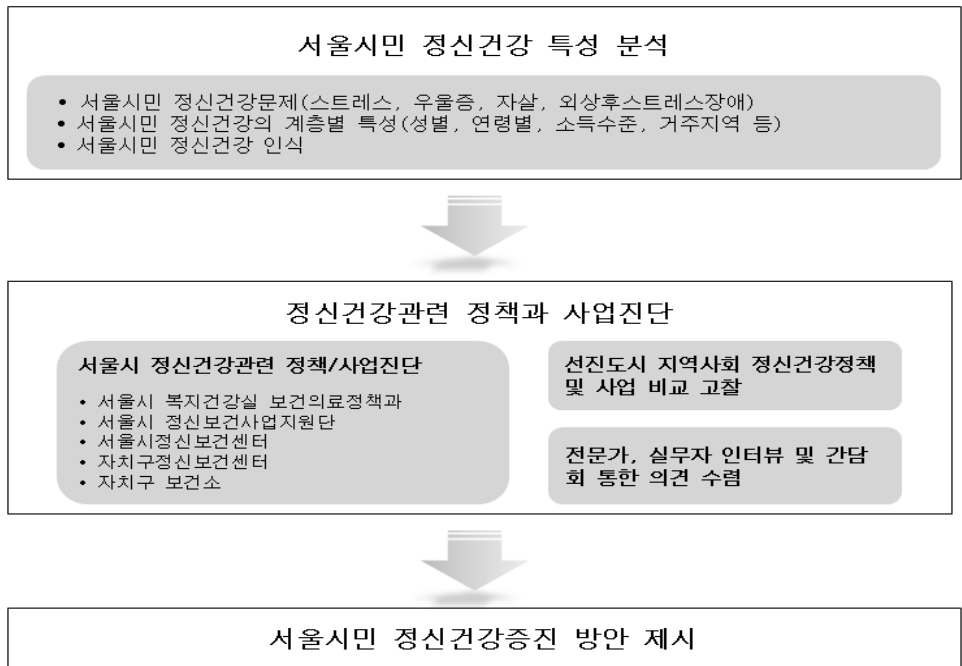 서울시민 정신건강 특성 분석
• 서울시민 정신건강문제(스트레스, 우울증, 자살, 외상후스트레스장애)
• 서울시민 정신건강의 계층별 특성(성별, 연령별, 소득수준, 거주지역 등)
• 서울시민 정신건강 인식
정신건강관련 정책과 사업진단
서울시 정신건강관련 정책/사업진단
• 서울시 복지건강실 보건의료정책과
• 서울시 정신보건사업지원단
• 서울시정신보건센터
• 자치구정신보건센터
• 자치구 보건소
선진도시 지역사회 정신건강정책
및 사업 비교 고찰
전문가, 실무자 인터뷰 및 간담
회 통한 의견 수렴
서울시민 정신건강증진 방안 제시